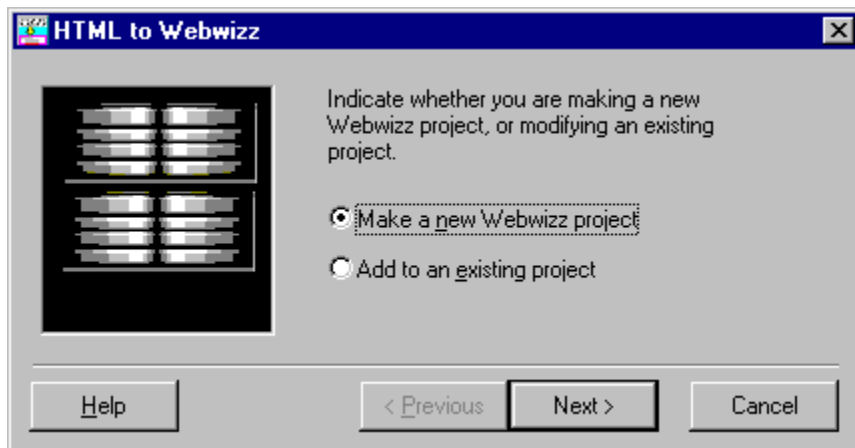 HTML to Webwizz
Indicate whether you are making a new
Webwizz project, or modifying an existing
project.
Make a new Webwizz project
Add to an existing project
Help
< Previous
Next >
Cancel